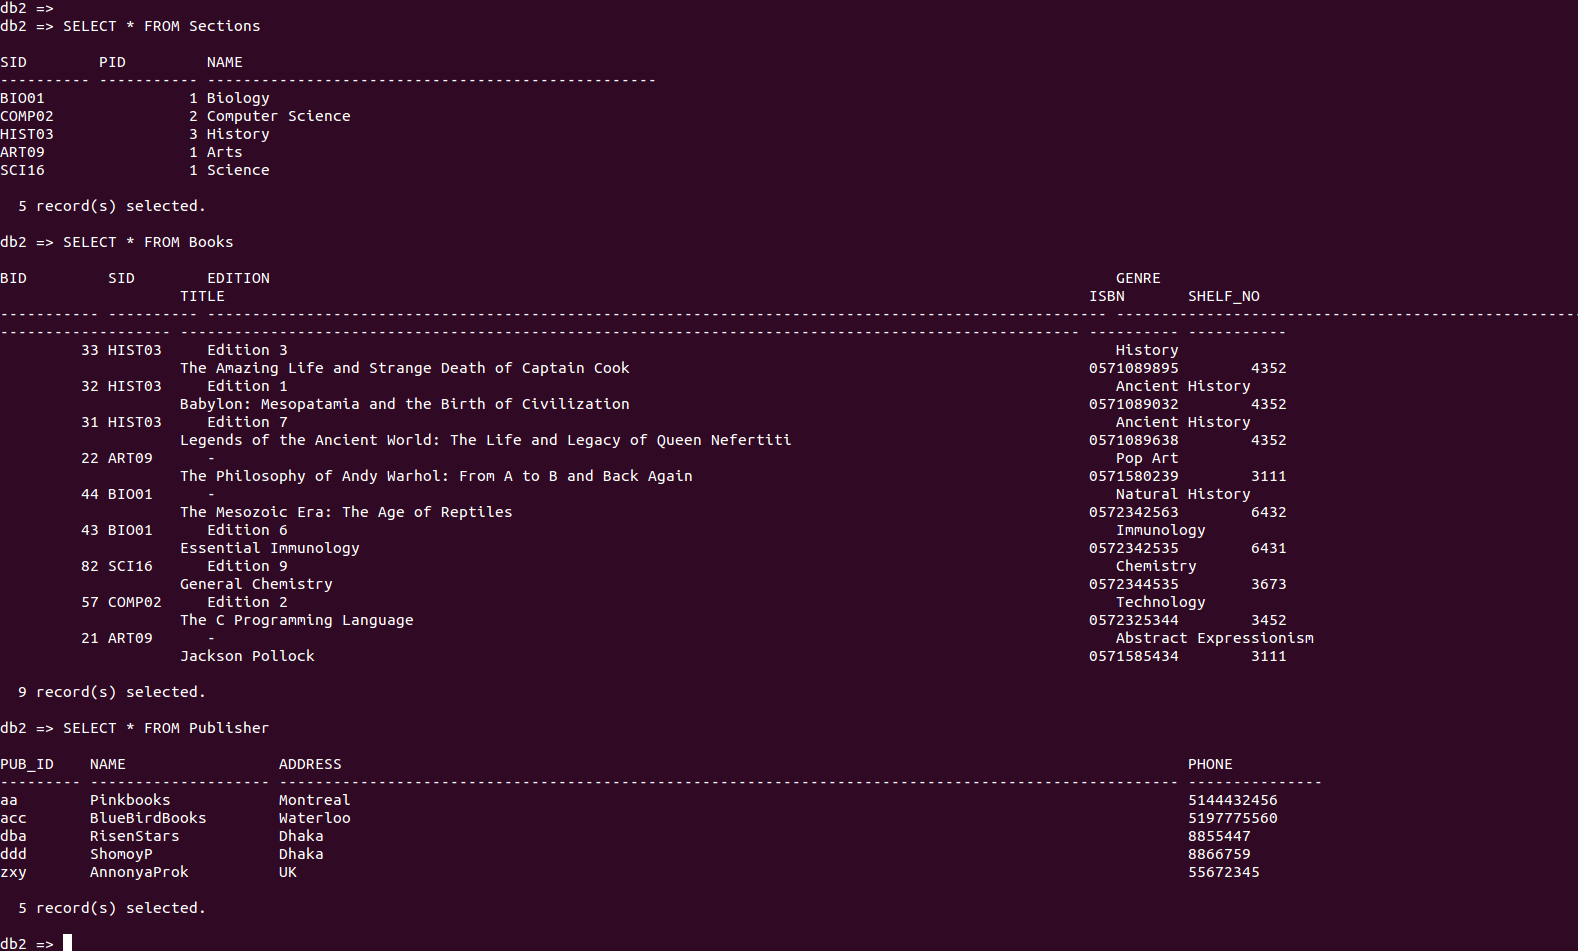 db2 =>
db2 => SELECT * FROM Sections
SID        PID         NAME
---------- ----------- --------------------------------------------------
BIO01                1 Biology
COMP02               2 Computer Science
HIST03               3 History
ART09                1 Arts
SCI16                1 Science
  5 record(s) selected.
db2 => SELECT * FROM Books
BID         SID        EDITION                                                                                              GENRE
                    TITLE                                                                                                ISBN       SHELF_NO
----------- ---------- ---------------------------------------------------------------------------------------------------- ---------------------------------------------------
------------------- ---------------------------------------------------------------------------------------------------- ---------- -----------
         33 HIST03     Edition 3                                                                                            History
                    The Amazing Life and Strange Death of Captain Cook                                                   0571089895        4352
         32 HIST03     Edition 1                                                                                            Ancient History
                    Babylon: Mesopatamia and the Birth of Civilization                                                   0571089032        4352
         31 HIST03     Edition 7                                                                                            Ancient History
                    Legends of the Ancient World: The Life and Legacy of Queen Nefertiti                                 0571089638        4352
         22 ART09      -                                                                                                    Pop Art
                    The Philosophy of Andy Warhol: From A to B and Back Again                                            0571580239        3111
         44 BIO01      -                                                                                                    Natural History
                    The Mesozoic Era: The Age of Reptiles                                                                0572342563        6432
         43 BIO01      Edition 6                                                                                            Immunology
                    Essential Immunology                                                                                 0572342535        6431
         82 SCI16      Edition 9                                                                                            Chemistry
                    General Chemistry                                                                                    0572344535        3673
         57 COMP02     Edition 2                                                                                            Technology
                    The C Programming Language                                                                           0572325344        3452
         21 ART09      -                                                                                                    Abstract Expressionism
                    Jackson Pollock                                                                                      0571585434        3111
  9 record(s) selected.
db2 => SELECT * FROM Publisher
PUB_ID    NAME                 ADDRESS                                                                                              PHONE
--------- -------------------- ---------------------------------------------------------------------------------------------------- ---------------
aa        Pinkbooks            Montreal                                                                                             5144432456
acc       BlueBirdBooks        Waterloo                                                                                             5197775560
dba       RisenStars           Dhaka                                                                                                8855447
ddd       ShomoyP              Dhaka                                                                                                8866759
zxy       AnnonyaProk          UK                                                                                                   55672345
  5 record(s) selected.
db2 =>